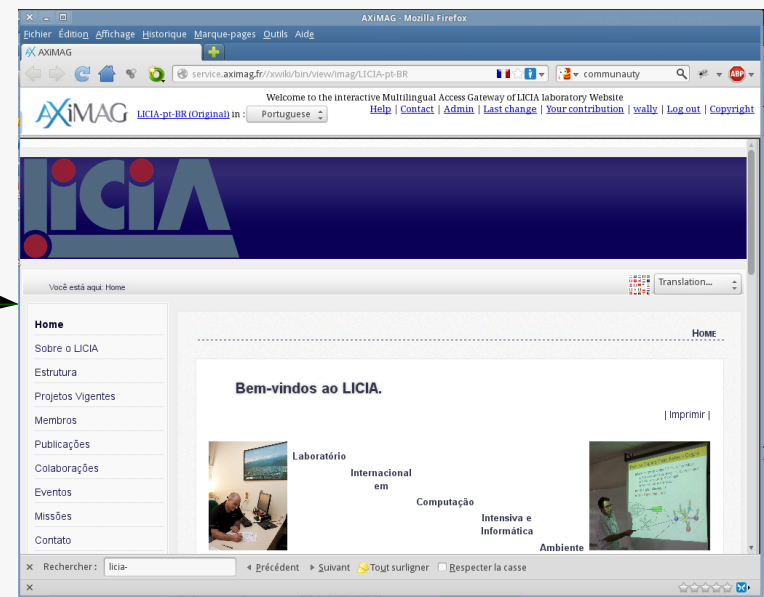 AXiMAG - Mozilla Firefox
Fichier Édition Affichage Historique Marque-pages Outils Aide
AXIMAG
service.aximag.fr//xwiki/bin/view/imag/LICIA-pt-BR
communauty
ABP
AXiMAG
Welcome to the interactive Multilingual Access Gateway of LICIA laboratory Website
LICIA-pt-BR (Original) in : Portuguese
Help | Contact | Admin | Last change | Your contribution | wally | Log out | Copyright
liciA
Você está aqui: Home
Translation...
Home
Sobre o LICIA
Estrutura
Projetos Vigentes
Membros
Publicações
Colaborações
Eventos
Missões
Contato
HOME
Bem-vindos ao LICIA.
| Imprimir |
Laboratório
Internacional
em
Computação
Intensiva e
Informática
Ambiente
Rechercher : licia-
Précédent Suivant Tout surligner Respecter la casse